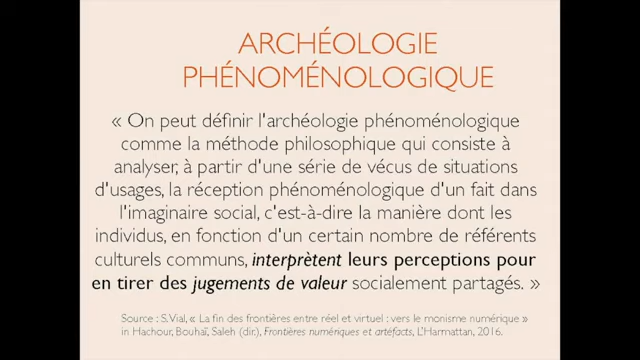 ARCHÉOLOGIE
PHÉNOMÉNOLOGIQUE
« On peut définir l'archéologie phénoménologique
comme la méthode philosophique qui consiste à
analyser, à partir d'une série de vécus de situations
d'usages, la réception phénoménologique d'un fait dans
l'imaginaire social, c'est-à-dire la manière dont les
individus, en fonction d'un certain nombre de référents
culturels communs, interprètent leurs perceptions pour
en tirer des jugements de valeur socialement partagés. »
Source : S.Vial, « La fin des frontières entre réel et virtuel : vers le monisme numérique »
in Hachour, Bouhaï, Saleh (dir.), Frontières numériques et artéfacts, L'Harmattan, 2016.